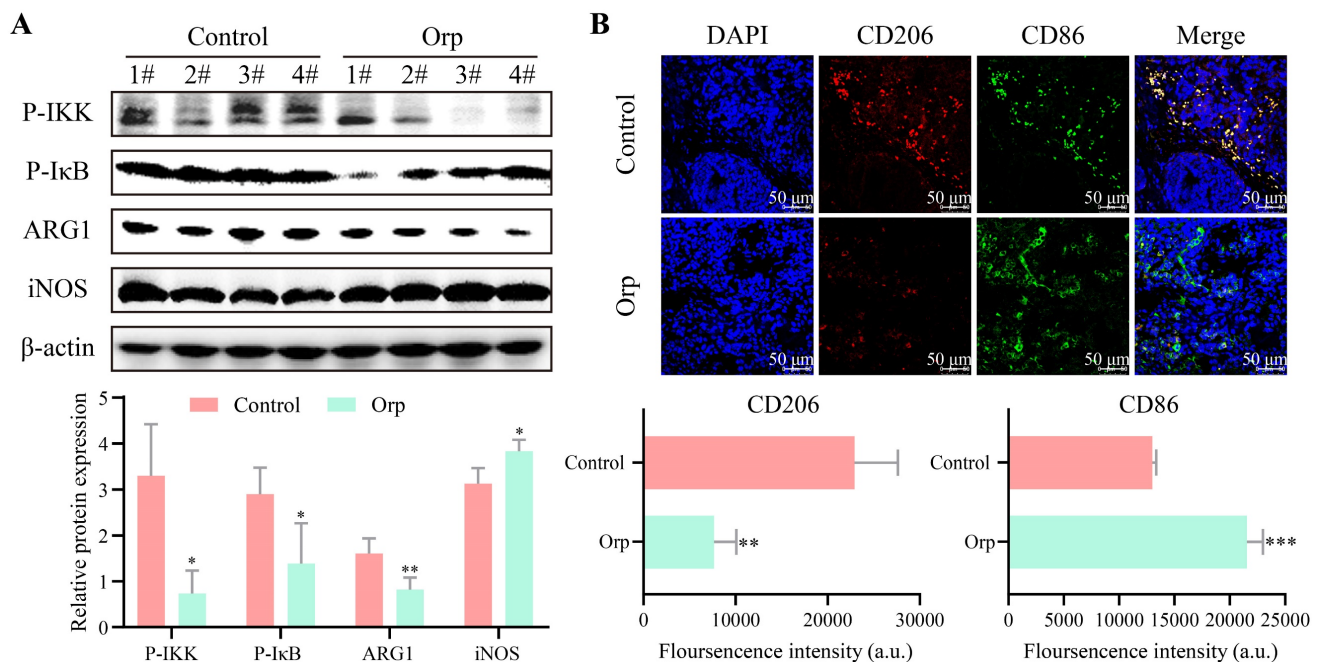 A
Control Orp
1# 2# 3# 4# 1# 2# 3# 4#
P-IKK
P-IκB
ARG1
iNOS
β-actin
Control Orp
Relative protein expression
5
4
3
2
1
0
* * ** *
P-IKK P-IκB ARG1 iNOS
B
DAPI CD206 CD86 Merge
Control
50 μm 50 μm 50 μm 50 μm
Orp
50 μm 50 μm 50 μm 50 μm
CD206
Control
Orp
**
0 10000 20000 30000
Floursencence intensity (a.u.)
CD86
Control
Orp
***
0 5000 10000 15000 20000 25000
Floursencence intensity (a.u.)